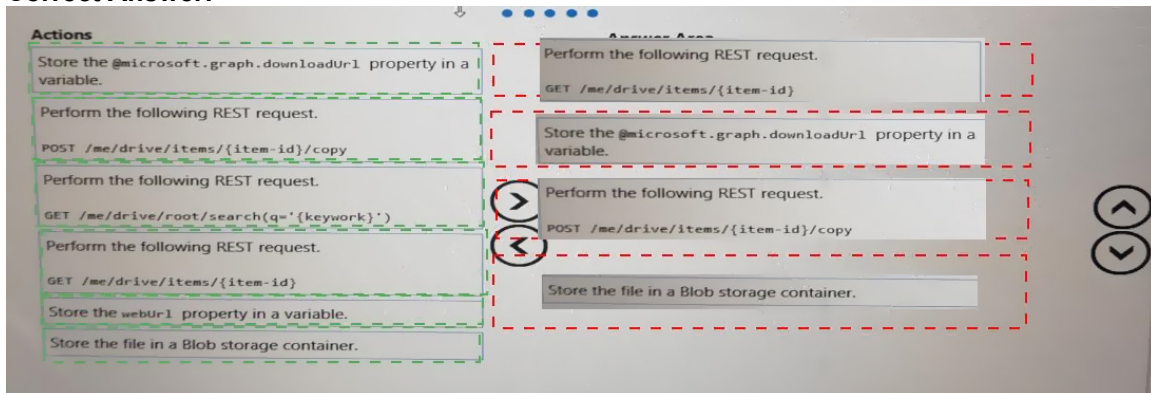 Actions
Store the @microsoft.graph.downloadUrl property in a
variable.
Perform the following REST request.
POST /me/drive/items/{item-id}/copy
Perform the following REST request.
GET /me/drive/root/search(q='{keywork}')
Perform the following REST request.
GET /me/drive/items/{item-id}
Store the webUrl property in a variable.
Store the file in a Blob storage container.
Answer Area
Perform the following REST request.
GET /me/drive/items/{item-id}
Store the @microsoft.graph.downloadUrl property in a
variable.
Perform the following REST request.
POST /me/drive/items/{item-id}/copy
Store the file in a Blob storage container.